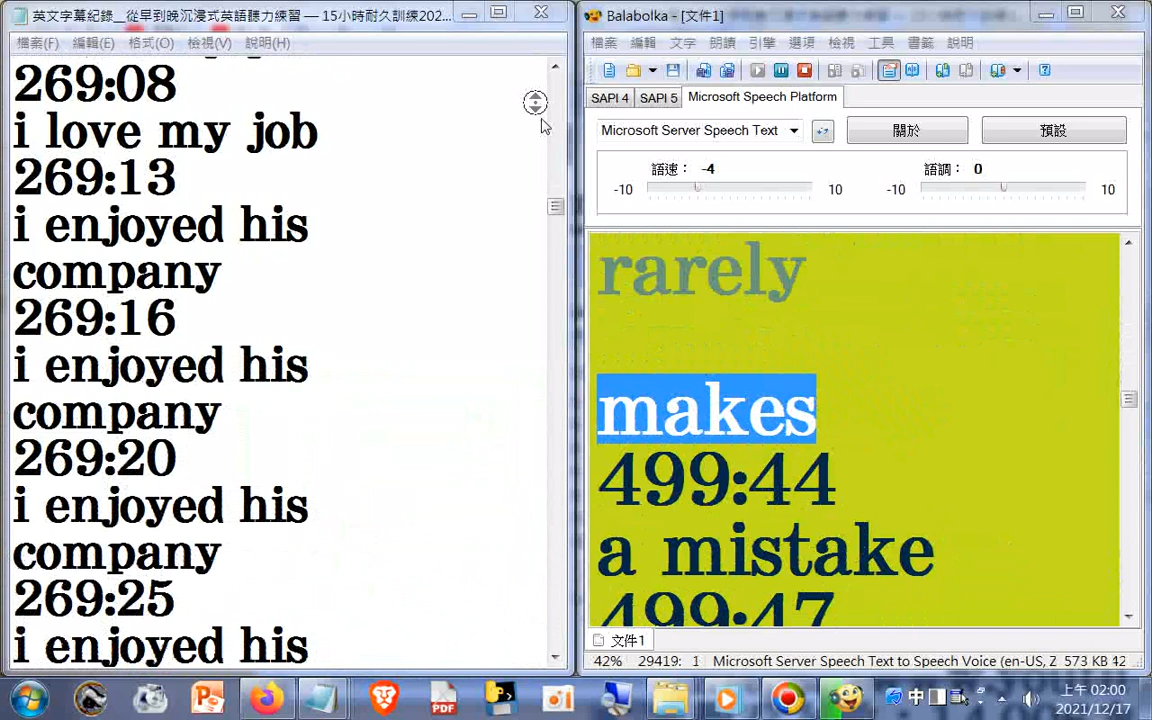 英文字幕紀錄__從早到晚沉浸式英語聽力練習 — 15小時耐久訓練202...
檔案(F) 編輯(E) 格式(O) 檢視(V) 說明(H)
269:08
i love my job
269:13
i enjoyed his
company
269:16
i enjoyed his
company
269:20
i enjoyed his
company
269:25
i enjoyed his
Balabolka - [文件1]
檔案 編輯 文字 朗讀 引擎 選項 檢視 工具 書籤 說明
SAPI 4 SAPI 5 Microsoft Speech Platform
Microsoft Server Speech Text 關於 預設
語速： -4 語調： 0
-10 10 -10 10
rarely
makes
499:44
a mistake
499:47
文件1
42% 29419: 1 Microsoft Server Speech Text to Speech Voice (en-US, Z 573 KB 42
中
上午 02:00
2021/12/17